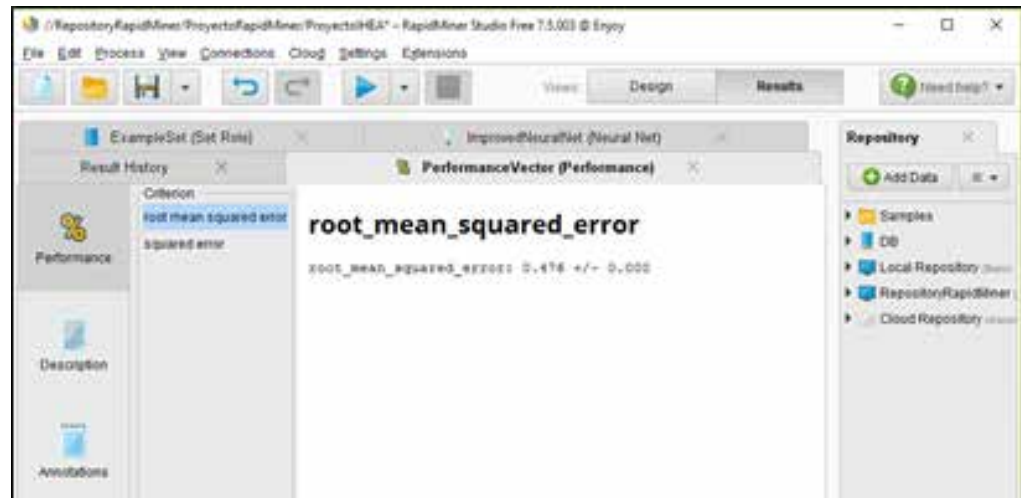 //RepositoryRapidMiner/ProyectoRapidMiner/ProyectoIHEA* – RapidMiner Studio Free 7.5.003 @ Enjoy
File Edit Process View Connections Cloud Settings Extensions
Views: Design Results Need help?
ExampleSet (Set Role) ImprovedNeuralNet (Neural Net) Repository
Result History PerformanceVector (Performance)
Add Data
Criterion
root mean squared error
squared error
Performance
root_mean_squared_error
root_mean_squared_error: 0.476 +/- 0.000
Description
Annotations
Samples
DB
Local Repository
RepositoryRapidMiner
Cloud Repository